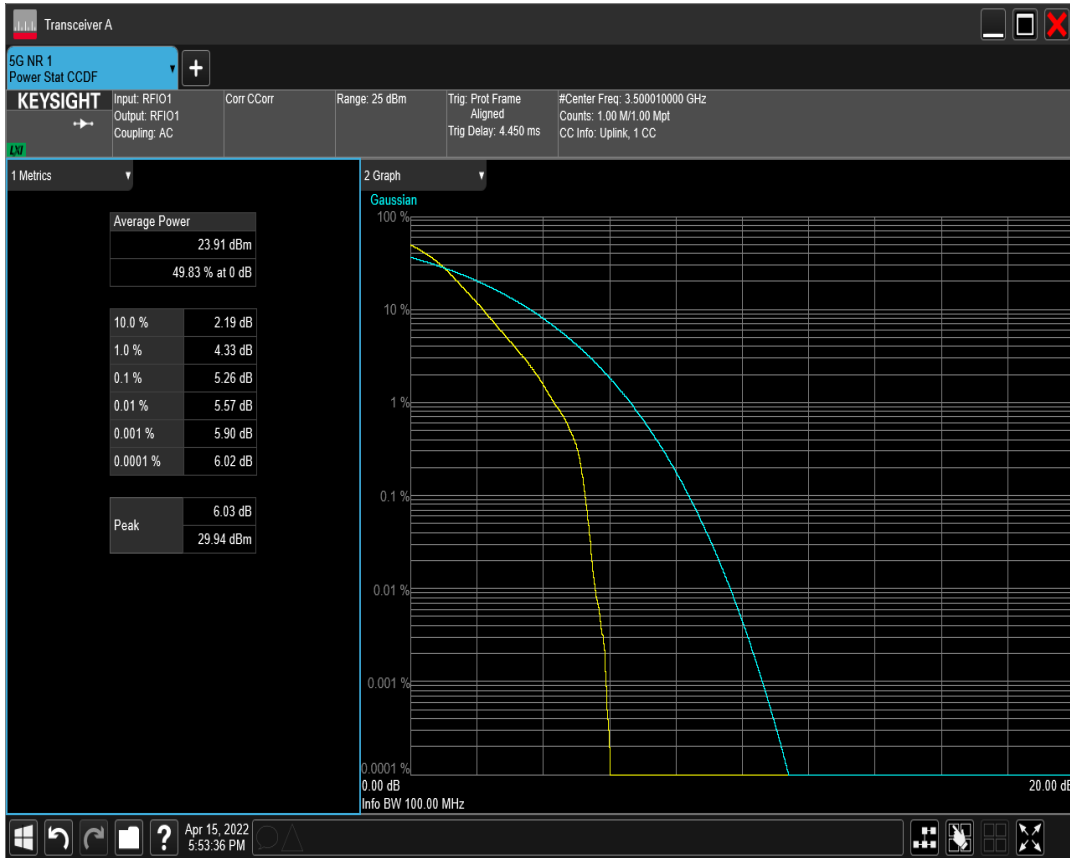 Transceiver A
5G NR 1
Power Stat CCDF
KEYSIGHT
LXI
Input: RFIO1
Output: RFIO1
Coupling: AC
Corr CCorr
Range: 25 dBm
Trig: Prot Frame
Aligned
Trig Delay: 4.450 ms
#Center Freq: 3.500010000 GHz
Counts: 1.00 M/1.00 Mpt
CC Info: Uplink, 1 CC
1 Metrics
Average Power
23.91 dBm
49.83 % at 0 dB
10.0 % 2.19 dB
1.0 % 4.33 dB
0.1 % 5.26 dB
0.01 % 5.57 dB
0.001 % 5.90 dB
0.0001 % 6.02 dB
Peak
6.03 dB
29.94 dBm
2 Graph
Gaussian
100 %
10 %
1 %
0.1 %
0.01 %
0.001 %
0.0001 %
0.00 dB
20.00 dB
Info BW 100.00 MHz
?
Apr 15, 2022
5:53:36 PM